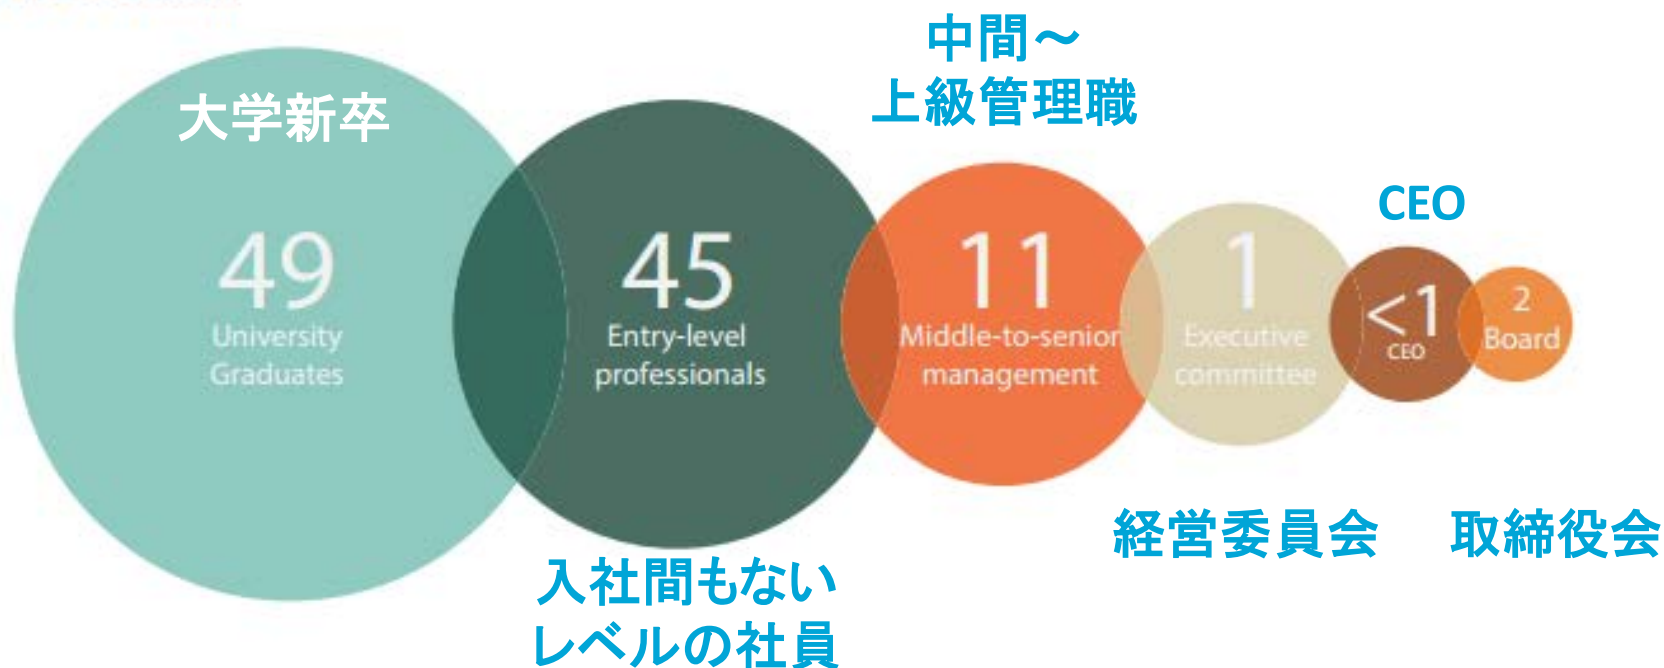 大学新卒
49
University
Graduates
45
Entry-level
professionals
入社間もない
レベルの社員
中間～
上級管理職
11
Middle-to-senior
management
1
Executive
committee
経営委員会
CEO
<1
CEO
2
Board
取締役会